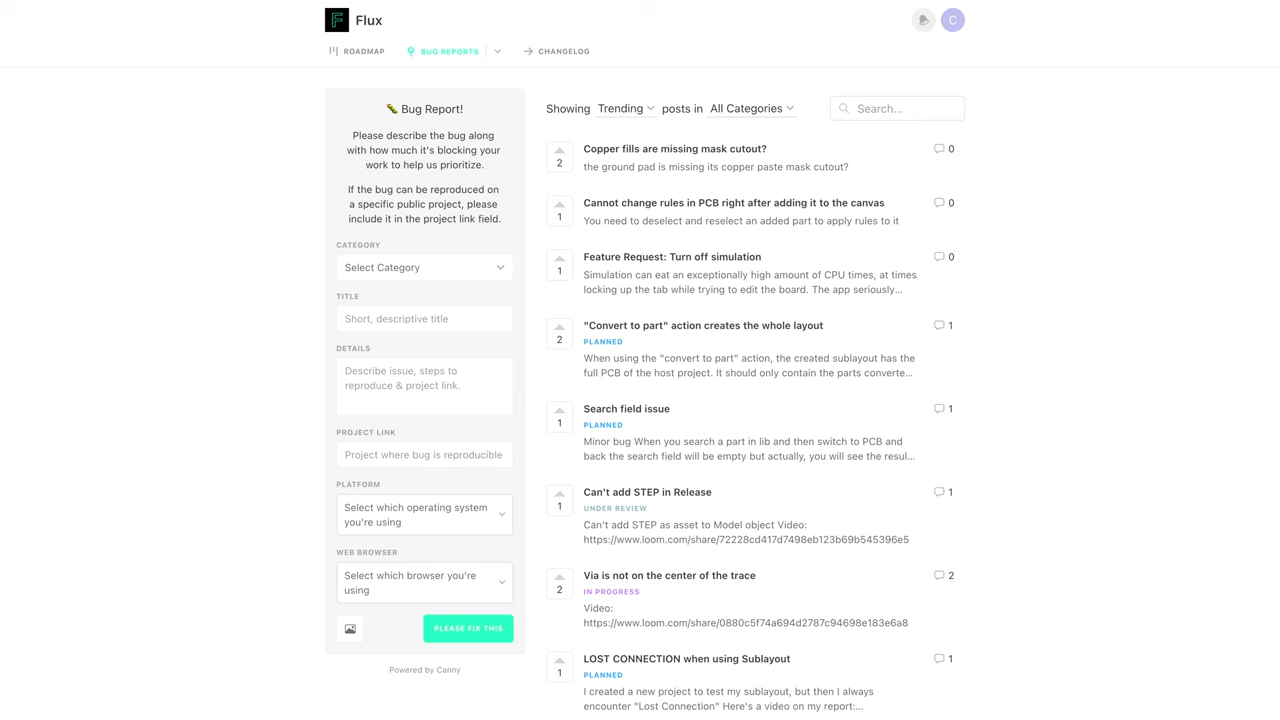 Flux
C
ROADMAP
BUG REPORTS
CHANGELOG
🐛 Bug Report!
Please describe the bug along
with how much it's blocking your
work to help us prioritize.
If the bug can be reproduced on
a specific public project, please
include it in the project link field.
CATEGORY
Select Category
TITLE
Short, descriptive title
DETAILS
Describe issue, steps to
reproduce & project link.
PROJECT LINK
Project where bug is reproducible
PLATFORM
Select which operating system
you're using
WEB BROWSER
Select which browser you're
using
PLEASE FIX THIS
Powered by Canny
Showing Trending posts in All Categories
Search...
2
Copper fills are missing mask cutout?
0
the ground pad is missing its copper paste mask cutout?
1
Cannot change rules in PCB right after adding it to the canvas
0
You need to deselect and reselect an added part to apply rules to it
1
Feature Request: Turn off simulation
0
Simulation can eat an exceptionally high amount of CPU times, at times
locking up the tab while trying to edit the board. The app seriously...
2
"Convert to part" action creates the whole layout
1
PLANNED
When using the "convert to part" action, the created sublayout has the
full PCB of the host project. It should only contain the parts converte...
1
Search field issue
1
PLANNED
Minor bug When you search a part in lib and then switch to PCB and
back the search field will be empty but actually, you will see the resul...
1
Can't add STEP in Release
1
UNDER REVIEW
Can't add STEP as asset to Model object Video:
https://www.loom.com/share/72228cd417d7498eb123b69b545396e5
2
Via is not on the center of the trace
2
IN PROGRESS
Video:
https://www.loom.com/share/0880c5f74a694d2787c94698e183e6a8
1
LOST CONNECTION when using Sublayout
1
PLANNED
I created a new project to test my sublayout, but then I always
encounter "Lost Connection" Here's a video on my report:...